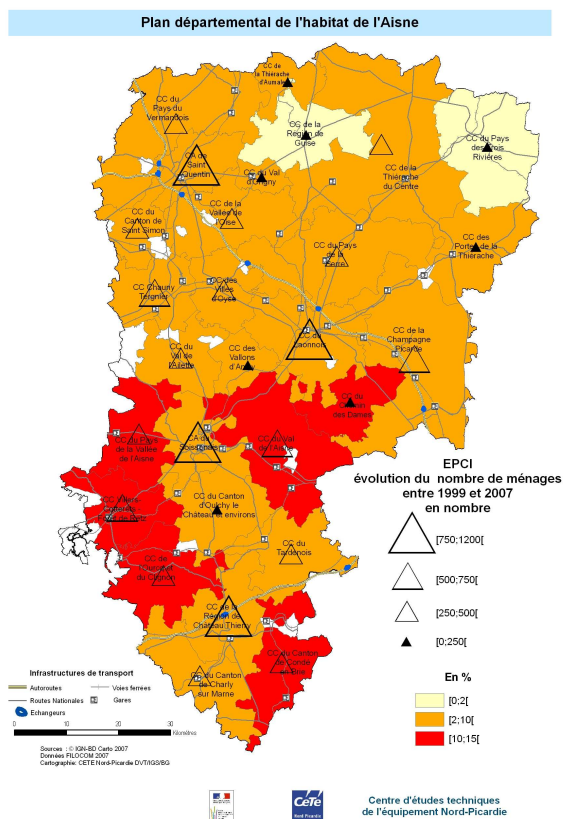 Plan départemental de l'habitat de l'Aisne
CC de
la Thiérache
d'Aumale
CC du
Pays du
Vermandois
CC de la
Région de
Guise
CC du Pays
des Trois
Rivières
CA de
Saint
Quentin
CC du Val
d'Origny
CC de la
Thiérache
du Centre
CC de la
Vallée de
l'Oise
CC du
Canton de
Saint Simon
CC des
Portes de la
Thiérache
CC du Pays
de la
Serre
CC Chauny
Tergnier
CC des
Villes
d'Oyse
CC du
Laonnois
CC de la
Champagne
Picarde
CC du
Val de
l'Ailette
CC des
Vallons
d'Anizy
CC du
Chemin
des Dames
CC du Pays
de la Vallée
de l'Aisne
CA du
Soissonnais
CC du Val
de l'Aisne
CC Villers
Cotterêts
Forêt de Retz
CC du Canton
d'Oulchy le
Château et environs
CC du
Tardenois
CC de
l'Ourcq et
du Clignon
CC de la
Région de
Château Thierry
CC du Canton
de Condé
en Brie
CC du Canton
de Charly
sur Marne
EPCI
évolution du nombre de ménages
entre 1999 et 2007
en nombre
[750;1200[
[500;750[
[250;500[
[0;250[
En %
[0;2[
[2;10[
[10;15[
Infrastructures de transport
Autoroutes
Voies ferrées
Routes Nationales
Gares
Echangeurs
0 10 20 30
Kilomètres
Sources : © IGN-BD Carto 2007
Données FILOCOM 2007
Cartographie: CETE Nord-Picardie DVT/IGS/BG
CeTe
Nord Picardie
Centre d'études techniques
de l'équipement Nord-Picardie